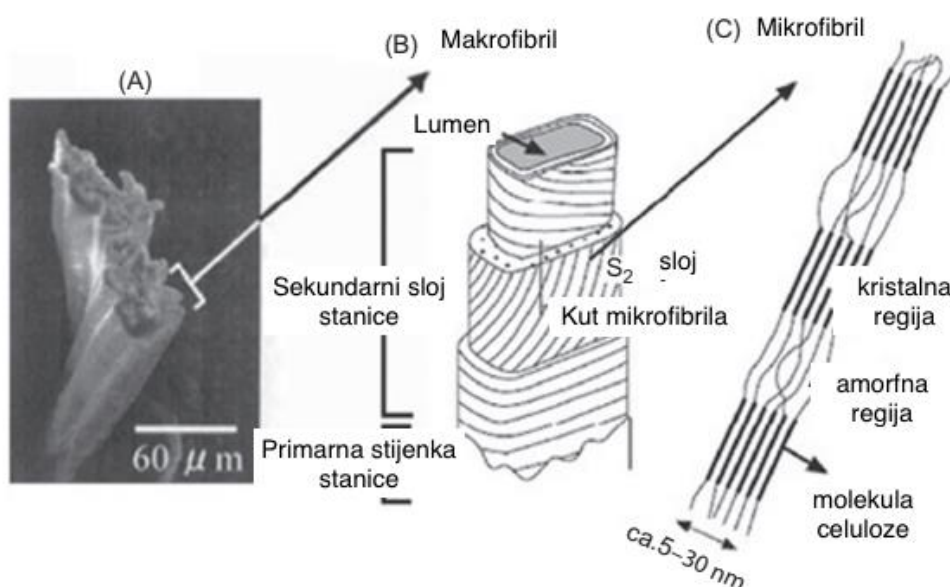 (A)
60 μm
(B) Makrofibril
Lumen
Sekundarni sloj
stanice
S2 sloj
Kut mikrofibrila
Primarna stijenka
stanice
(C) Mikrofibril
kristalna
regija
amorfna
regija
molekula
celuloze
ca.5–30 nm